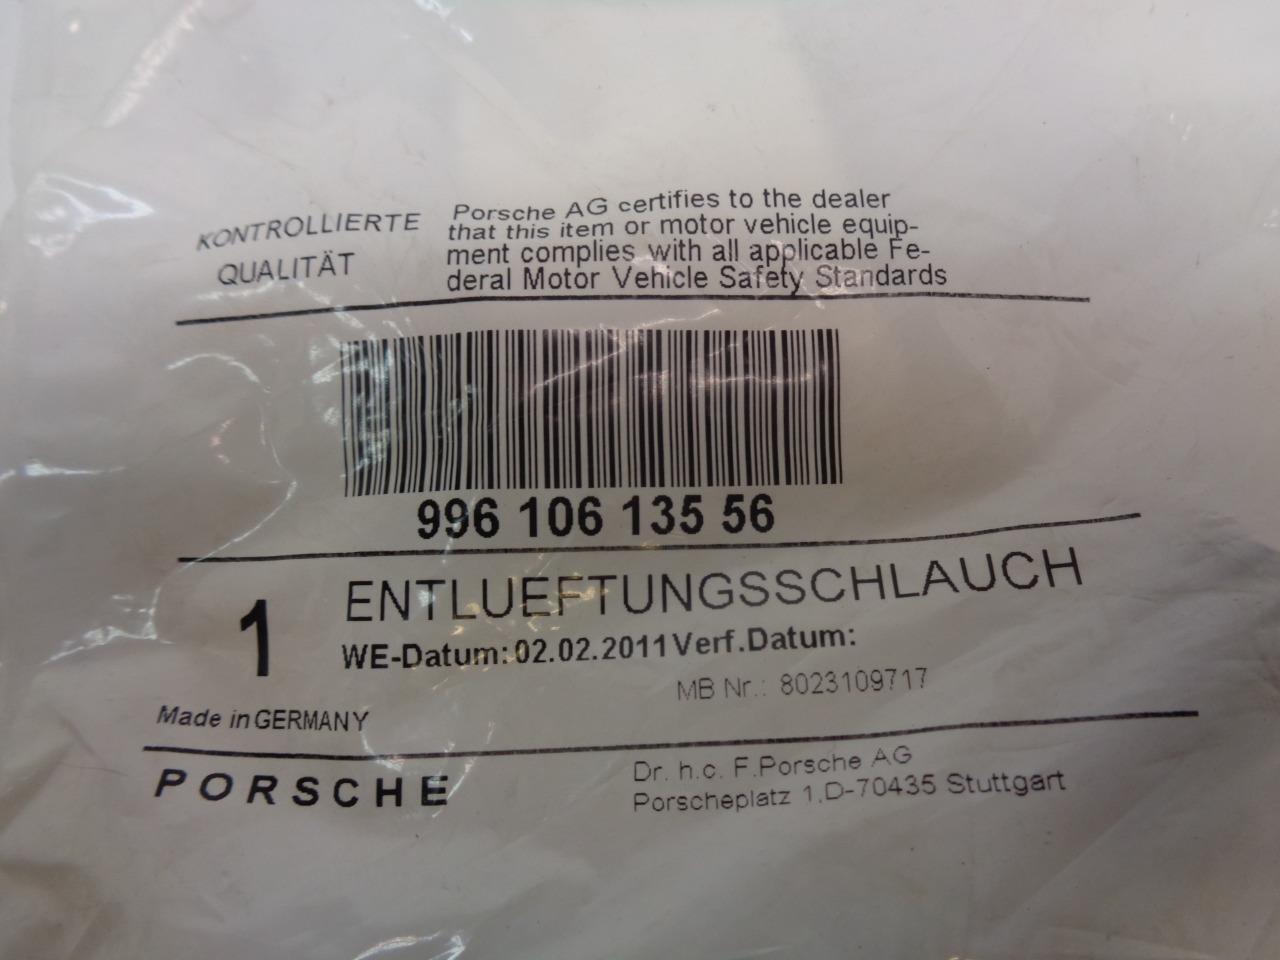 KONTROLLIERTE
QUALITÄT
Porsche AG certifies to the dealer
that this item or motor vehicle equip-
ment complies with all applicable Fe-
deral Motor Vehicle Safety Standards
996 106 135 56
1
ENTLUEFTUNGSSCHLAUCH
WE-Datum:02.02.2011Verf.Datum:
MB Nr.: 8023109717
Made in GERMANY
PORSCHE
Dr. h.c. F.Porsche AG
Porscheplatz 1,D-70435 Stuttgart